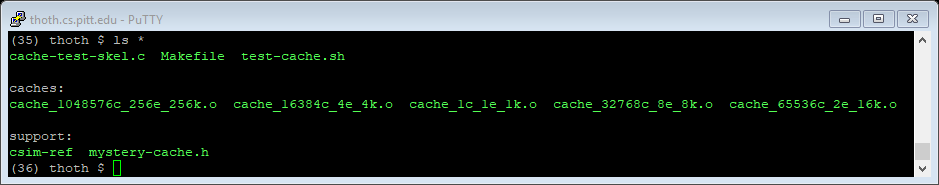 thoth.cs.pitt.edu - PuTTY
(35) thoth $ ls *
cache-test-skel.c  Makefile  test-cache.sh
caches:
cache_1048576c_256e_256k.o  cache_16384c_4e_4k.o  cache_1c_1e_1k.o  cache_32768c_8e_8k.o  cache_65536c_2e_16k.o
support:
csim-ref  mystery-cache.h
(36) thoth $